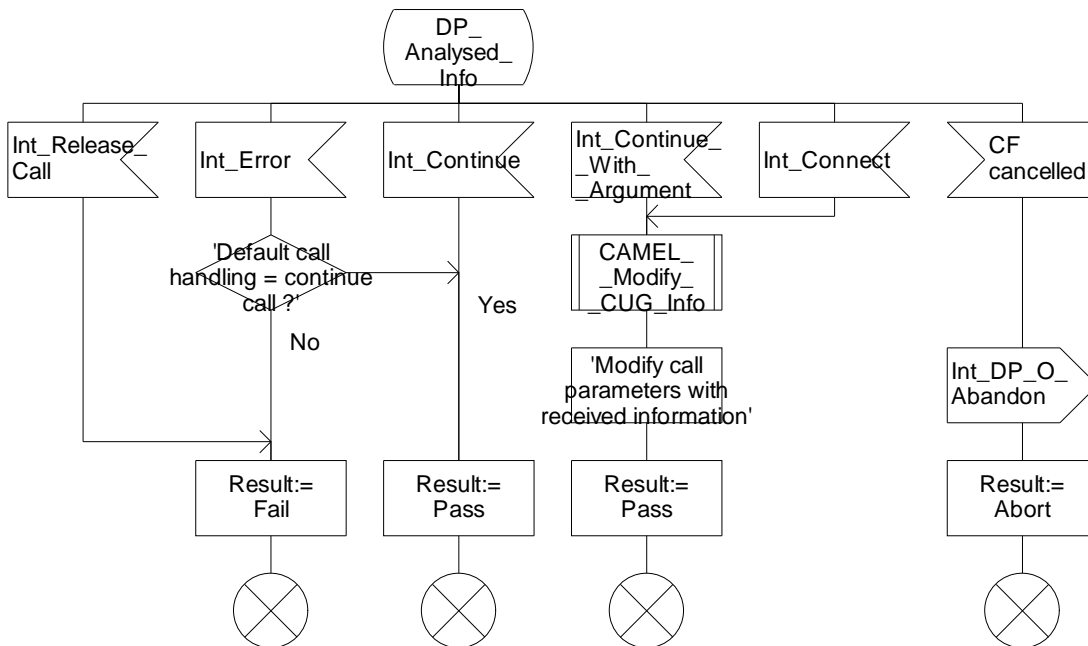 DP_
Analysed_
Info
Int_Release_
Call
Int_Error
Int_Continue
Int_Continue_
_With_
_Argument
Int_Connect
CF
cancelled
'Default call
handling = continue
call ?'
Yes
No
CAMEL_
_Modify_
_CUG_Info
'Modify call
parameters with
received information'
Int_DP_O_
Abandon
Result:=
Fail
Result:=
Pass
Result:=
Pass
Result:=
Abort